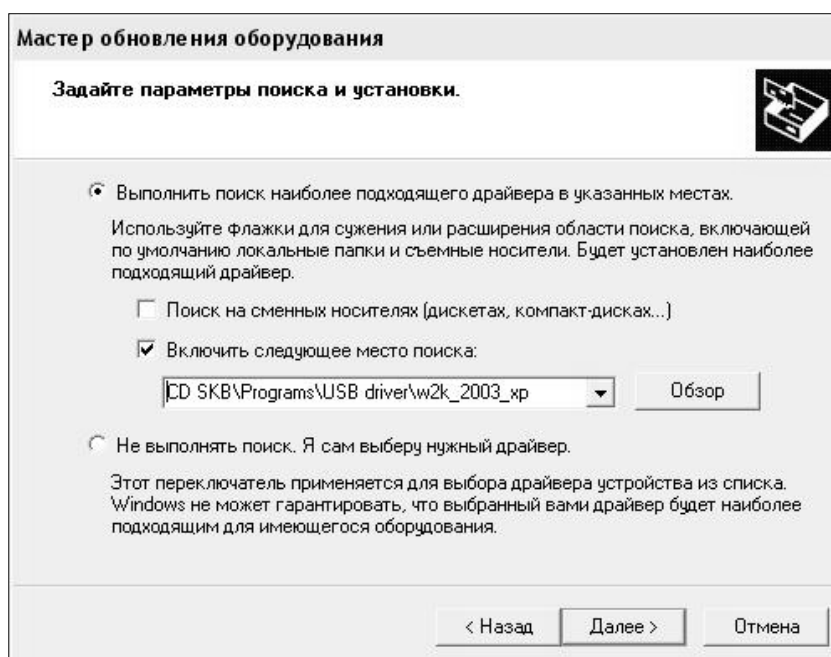 Мастер обновления оборудования
Задайте параметры поиска и установки.
Выполнить поиск наиболее подходящего драйвера в указанных местах.
Используйте флажки для сужения или расширения области поиска, включающей
по умолчанию локальные папки и съемные носители. Будет установлен наиболее
подходящий драйвер.
Поиск на сменных носителях (дискетах, компакт-дисках...)
Включить следующее место поиска:
CD SKB\Programs\USB driver\w2k_2003_xp
Обзор
Не выполнять поиск. Я сам выберу нужный драйвер.
Этот переключатель применяется для выбора драйвера устройства из списка.
Windows не может гарантировать, что выбранный вами драйвер будет наиболее
подходящим для имеющегося оборудования.
< Назад Далее > Отмена